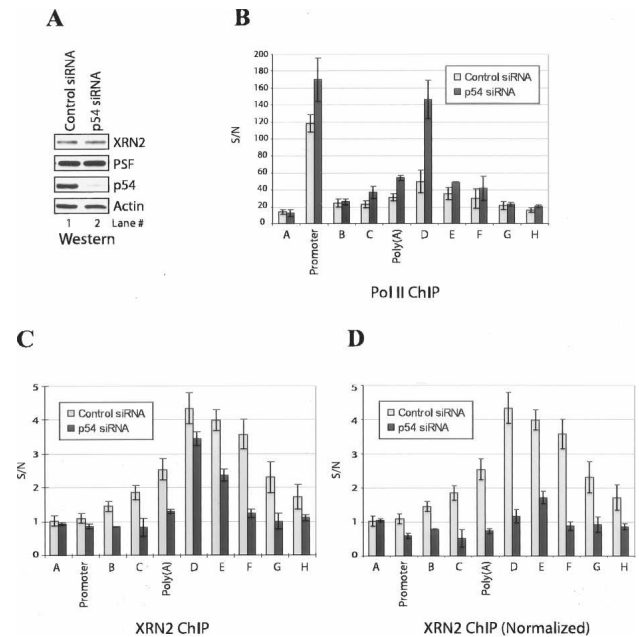 A
Control siRNA
p54 siRNA
XRN2
PSF
p54
Actin
1 2 Lane #
Western
B
200
180
160
140
120
100
80
60
40
20
0
S/N
Control siRNA
p54 siRNA
A Promoter B C Poly(A) D E F G H
Pol II ChIP
C
5
4
3
2
1
0
S/N
Control siRNA
p54 siRNA
A Promoter B C Poly(A) D E F G H
XRN2 ChIP
D
5
4
3
2
1
0
S/N
Control siRNA
p54 siRNA
A Promoter B C Poly(A) D E F G H
XRN2 ChIP (Normalized)